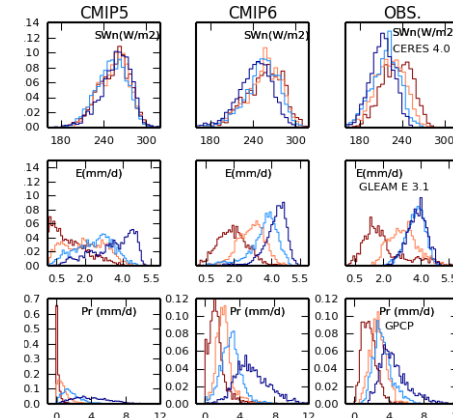 CMIP5 CMIP6 OBS.
14 SWn(W/m2) SWn(W/m2) SWn(W/m2
12 CERES 4.0
10
08
06
04
02
00
180 240 300 180 240 300 180 240 300
14 E(mm/d) E(mm/d) E(mm/d)
12 GLEAM E 3.1
10
08
06
04
02
00
0.5 2.0 4.0 5.5 0.5 2.0 4.0 5.5 0.5 2.0 4.0 5.5
0.7 Pr (mm/d) 0.12 Pr (mm/d) 0.12 Pr (mm/d)
0.6 0.10 0.10 GPCP
0.5 0.08 0.08
0.4 0.06 0.06
0.3 0.04 0.04
0.2 0.02 0.02
0.1 0.00 0.00
0.0
0 4 8 12 0 4 8 12 0 4 8